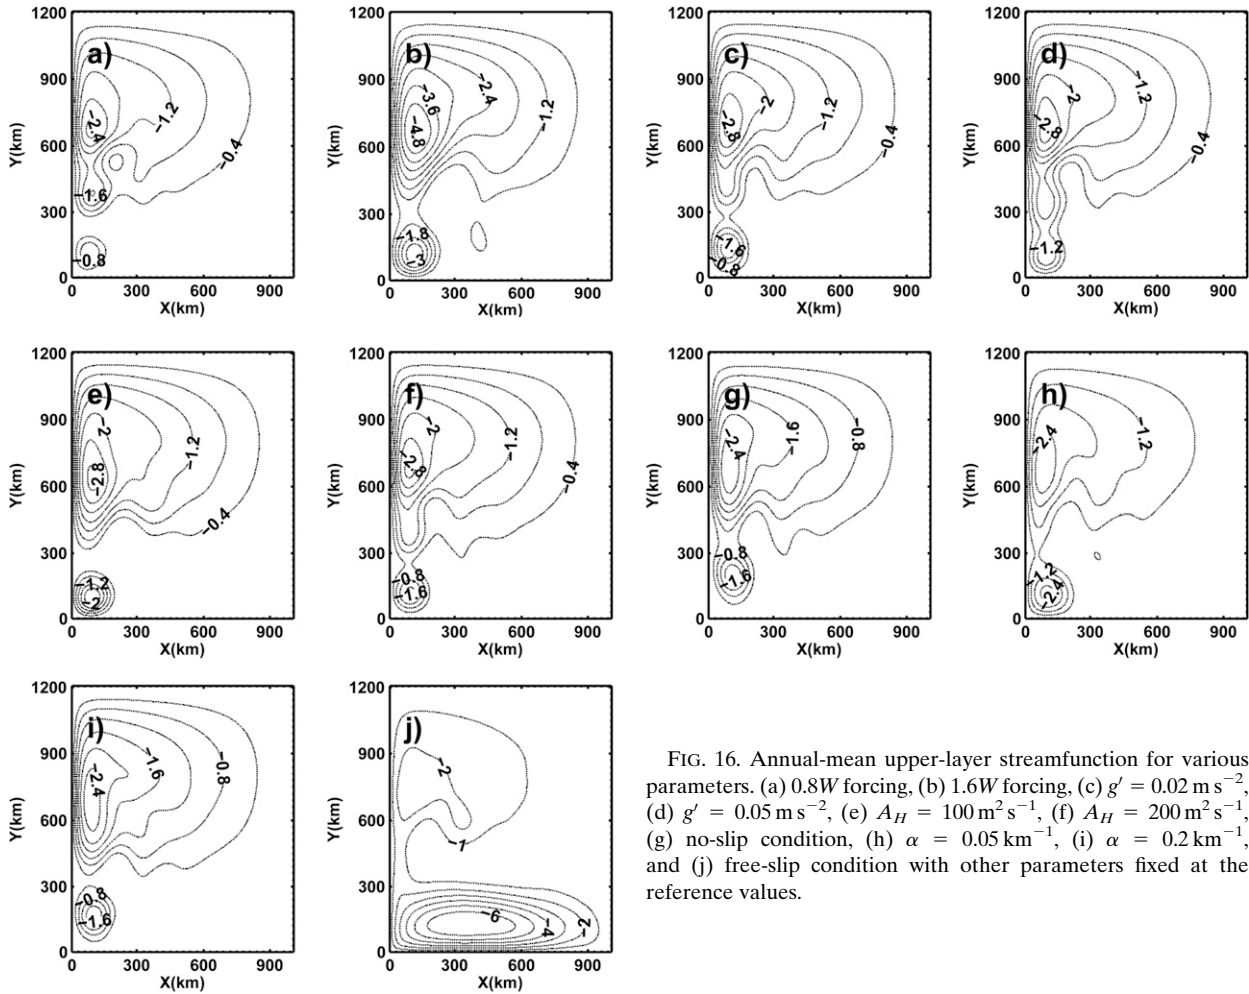 1200
900
600
300
0
Y(km)
a)
−2.4
−1.2
−0.4
−1.6
−0.8
0 300 600 900
X(km)
1200
900
600
300
0
Y(km)
b)
−3.6
−2.4
−4.8
−1.2
−1.8
−3
0 300 600 900
X(km)
1200
900
600
300
0
Y(km)
c)
−2
−2.8
−1.2
−0.4
−1.6
−0.8
0 300 600 900
X(km)
1200
900
600
300
0
Y(km)
d)
−2
−1.2
−2.8
−0.4
−1.2
0 300 600 900
X(km)
1200
900
600
300
0
Y(km)
e)
−2
−1.2
−2.8
−0.4
−1.2
−2
0 300 600 900
X(km)
1200
900
600
300
0
Y(km)
f)
−2
−1.2
−2.8
−0.4
−0.8
−1.6
0 300 600 900
X(km)
1200
900
600
300
0
Y(km)
g)
−2.4
−1.6
−0.8
−0.8
−1.6
0 300 600 900
X(km)
1200
900
600
300
0
Y(km)
h)
−2.4
−1.2
−1.2
−2.4
0 300 600 900
X(km)
1200
900
600
300
0
Y(km)
i)
−2.4
−1.6
−0.8
−0.8
−1.6
0 300 600 900
X(km)
1200
900
600
300
0
Y(km)
j)
−2
−1
−6
−4
−2
0 300 600 900
X(km)
FIG. 16. Annual-mean upper-layer streamfunction for various
parameters. (a) 0.8W forcing, (b) 1.6W forcing, (c) g′ = 0.02 m s⁻²,
(d) g′ = 0.05 m s⁻², (e) A_H = 100 m² s⁻¹, (f) A_H = 200 m² s⁻¹,
(g) no-slip condition, (h) α = 0.05 km⁻¹, (i) α = 0.2 km⁻¹,
and (j) free-slip condition with other parameters fixed at the
reference values.